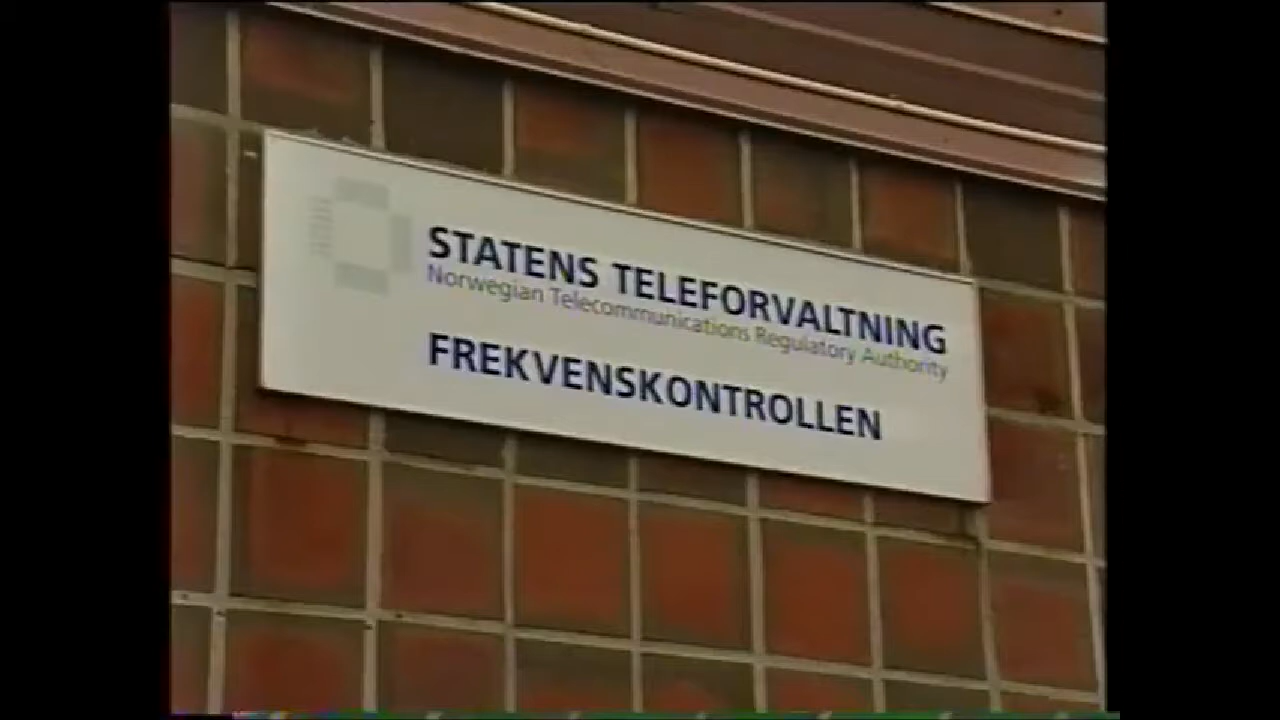 STATENS TELEFORVALTNING
Norwegian Telecommunications Regulatory Authority
FREKVENSKONTROLLEN